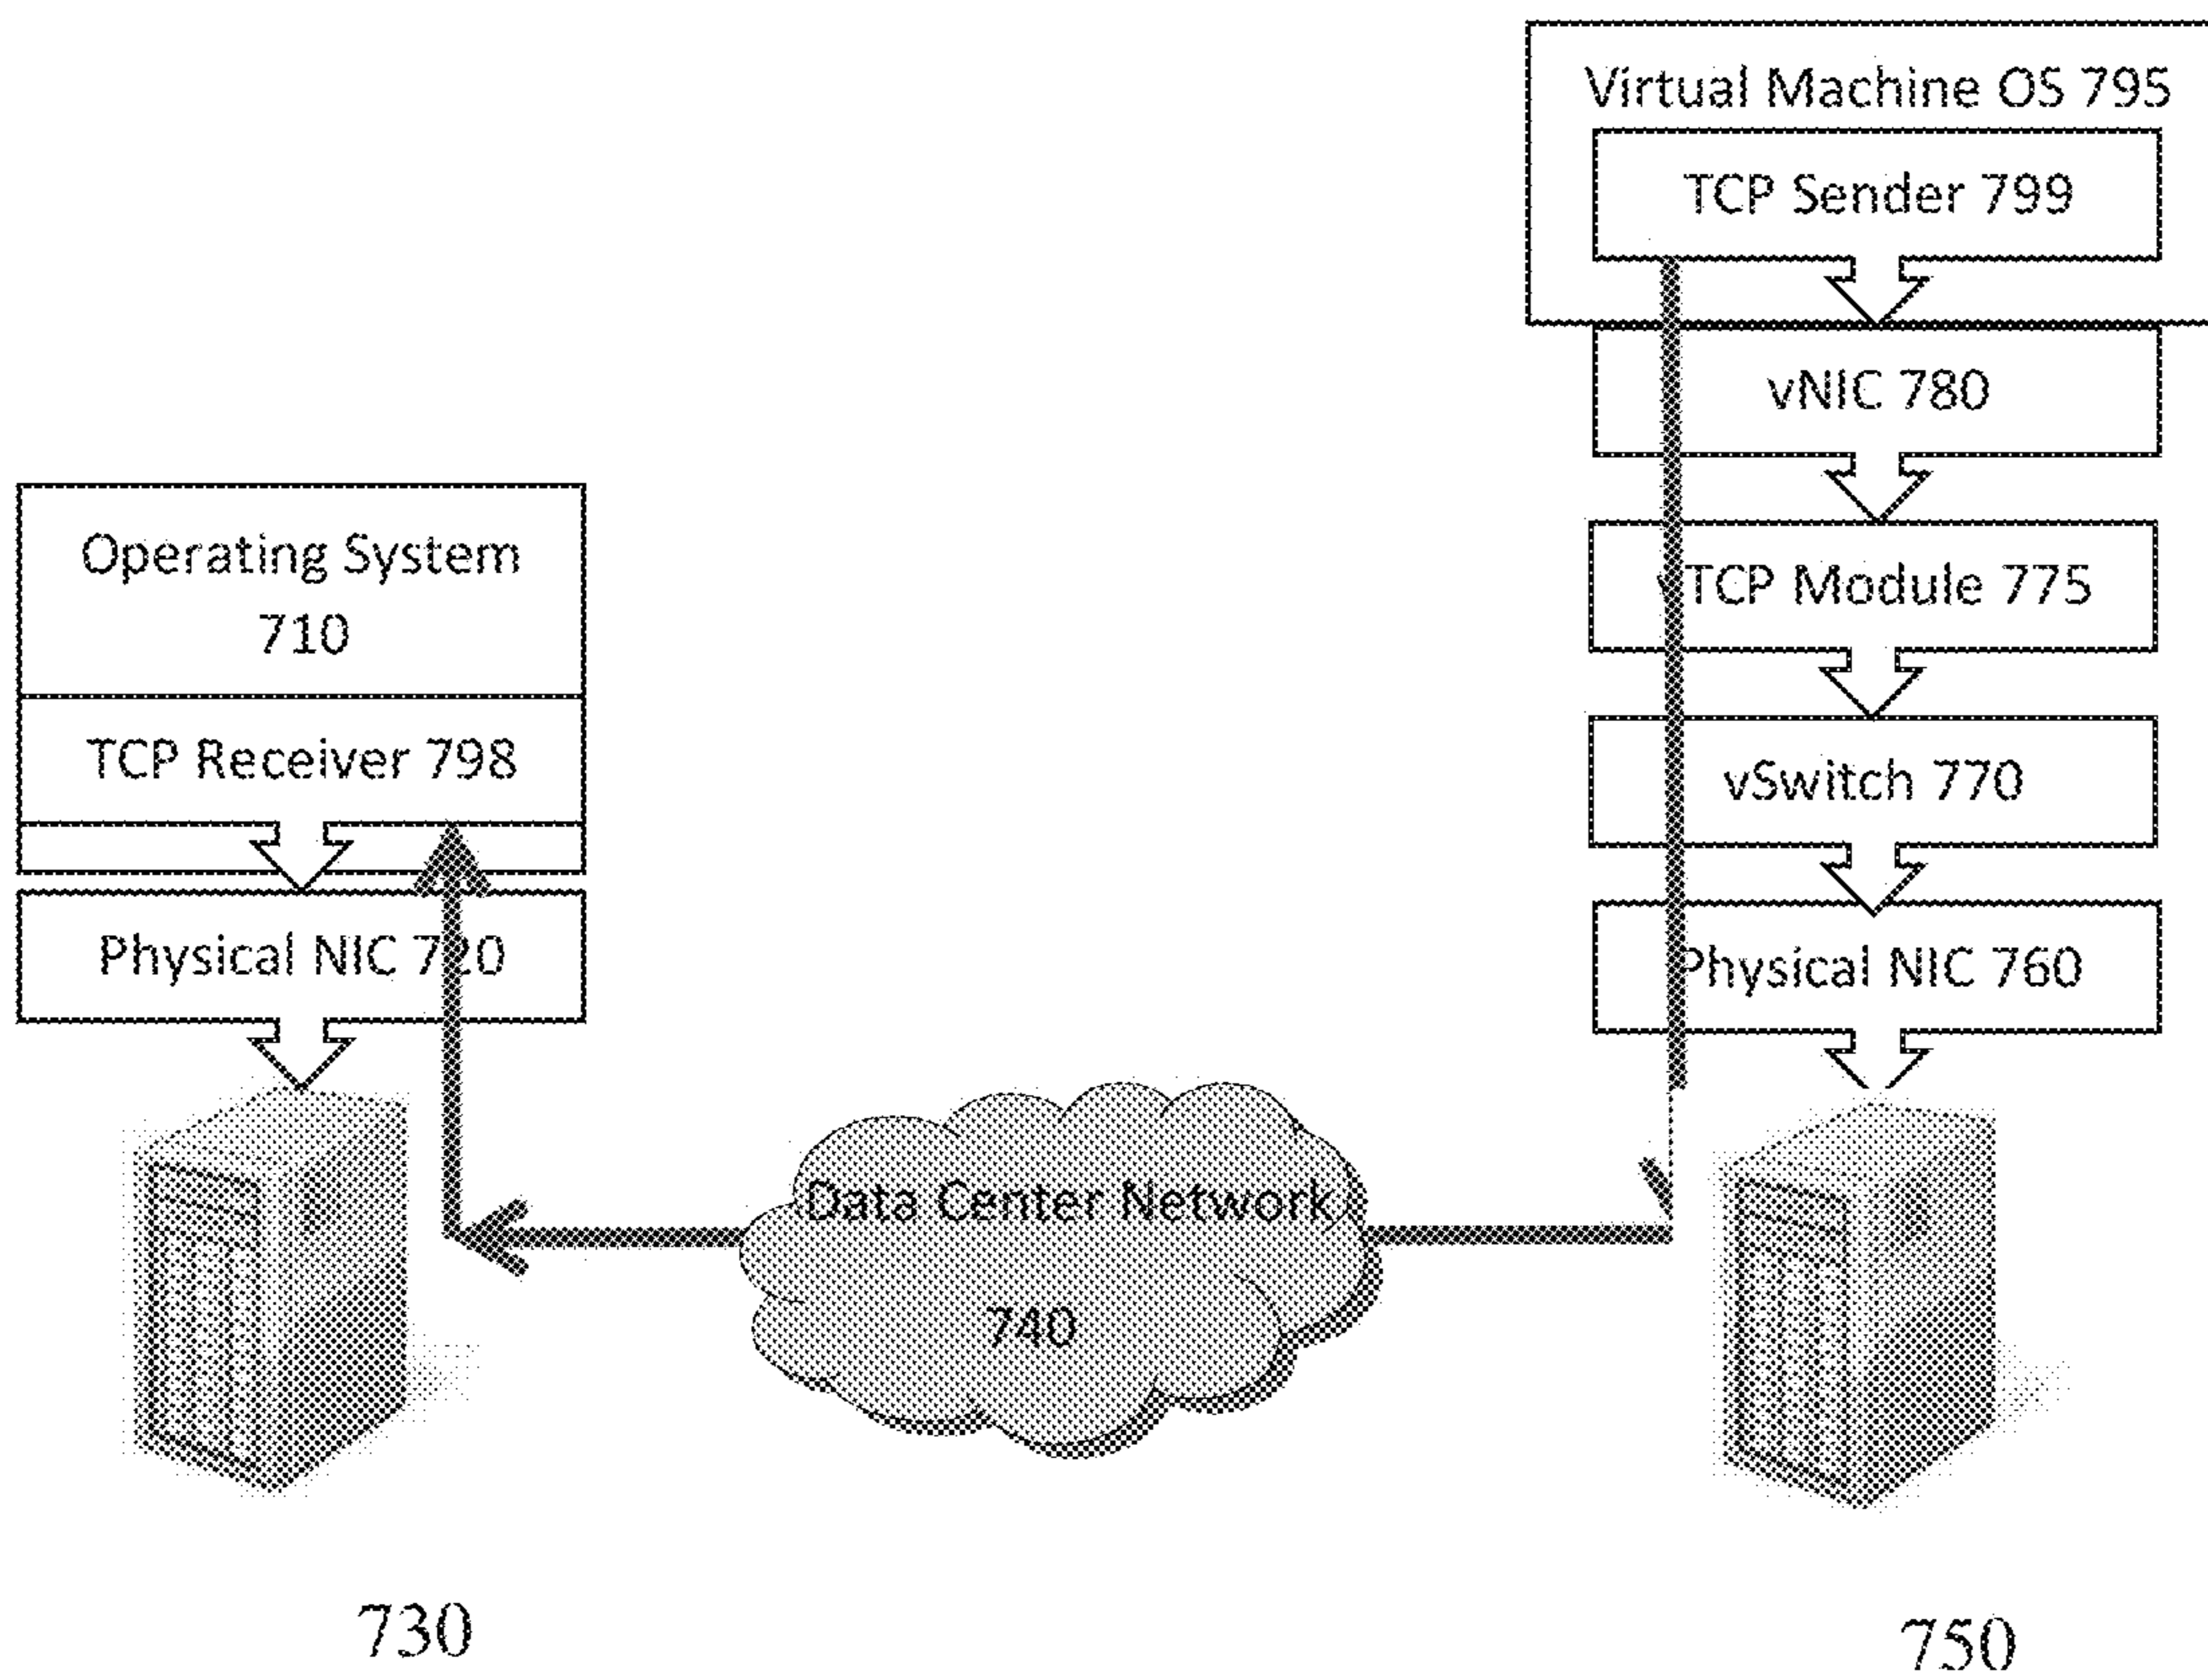 Virtual Machine OS 795
TCP Sender 799
vNIC 780
vTCP Module 775
vSwitch 770
Physical NIC 760
Operating System
710
TCP Receiver 798
Physical NIC 720
Data Center Network
740
730
750